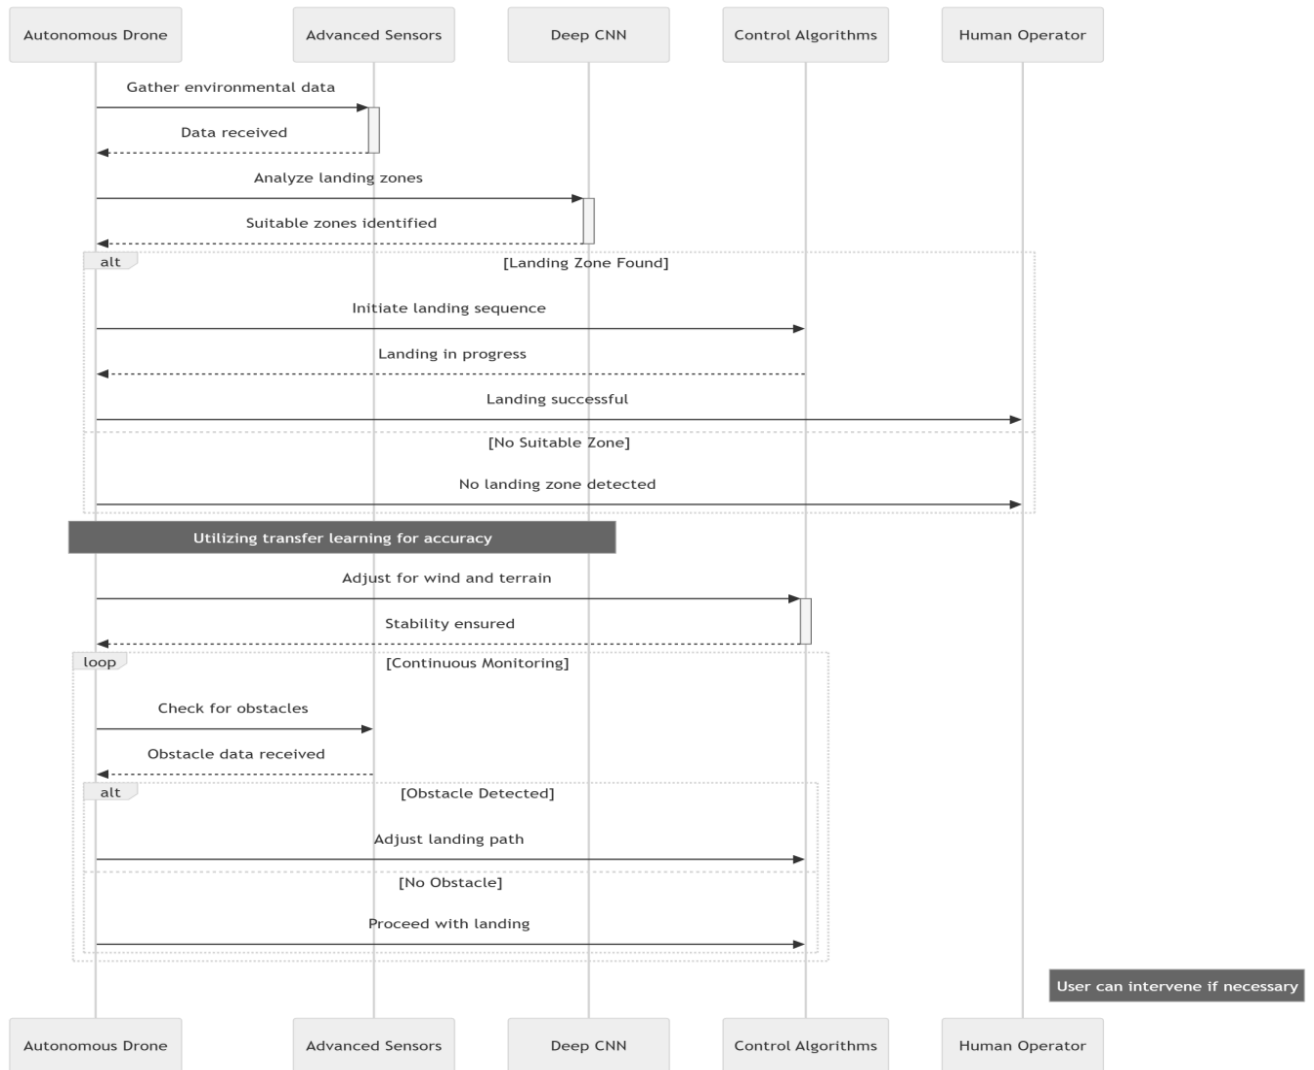 Autonomous Drone
Advanced Sensors
Deep CNN
Control Algorithms
Human Operator
Gather environmental data
Data received
Analyze landing zones
Suitable zones identified
alt
[Landing Zone Found]
Initiate landing sequence
Landing in progress
Landing successful
[No Suitable Zone]
No landing zone detected
Utilizing transfer learning for accuracy
Adjust for wind and terrain
Stability ensured
loop
[Continuous Monitoring]
Check for obstacles
Obstacle data received
alt
[Obstacle Detected]
Adjust landing path
[No Obstacle]
Proceed with landing
User can intervene if necessary
Autonomous Drone
Advanced Sensors
Deep CNN
Control Algorithms
Human Operator